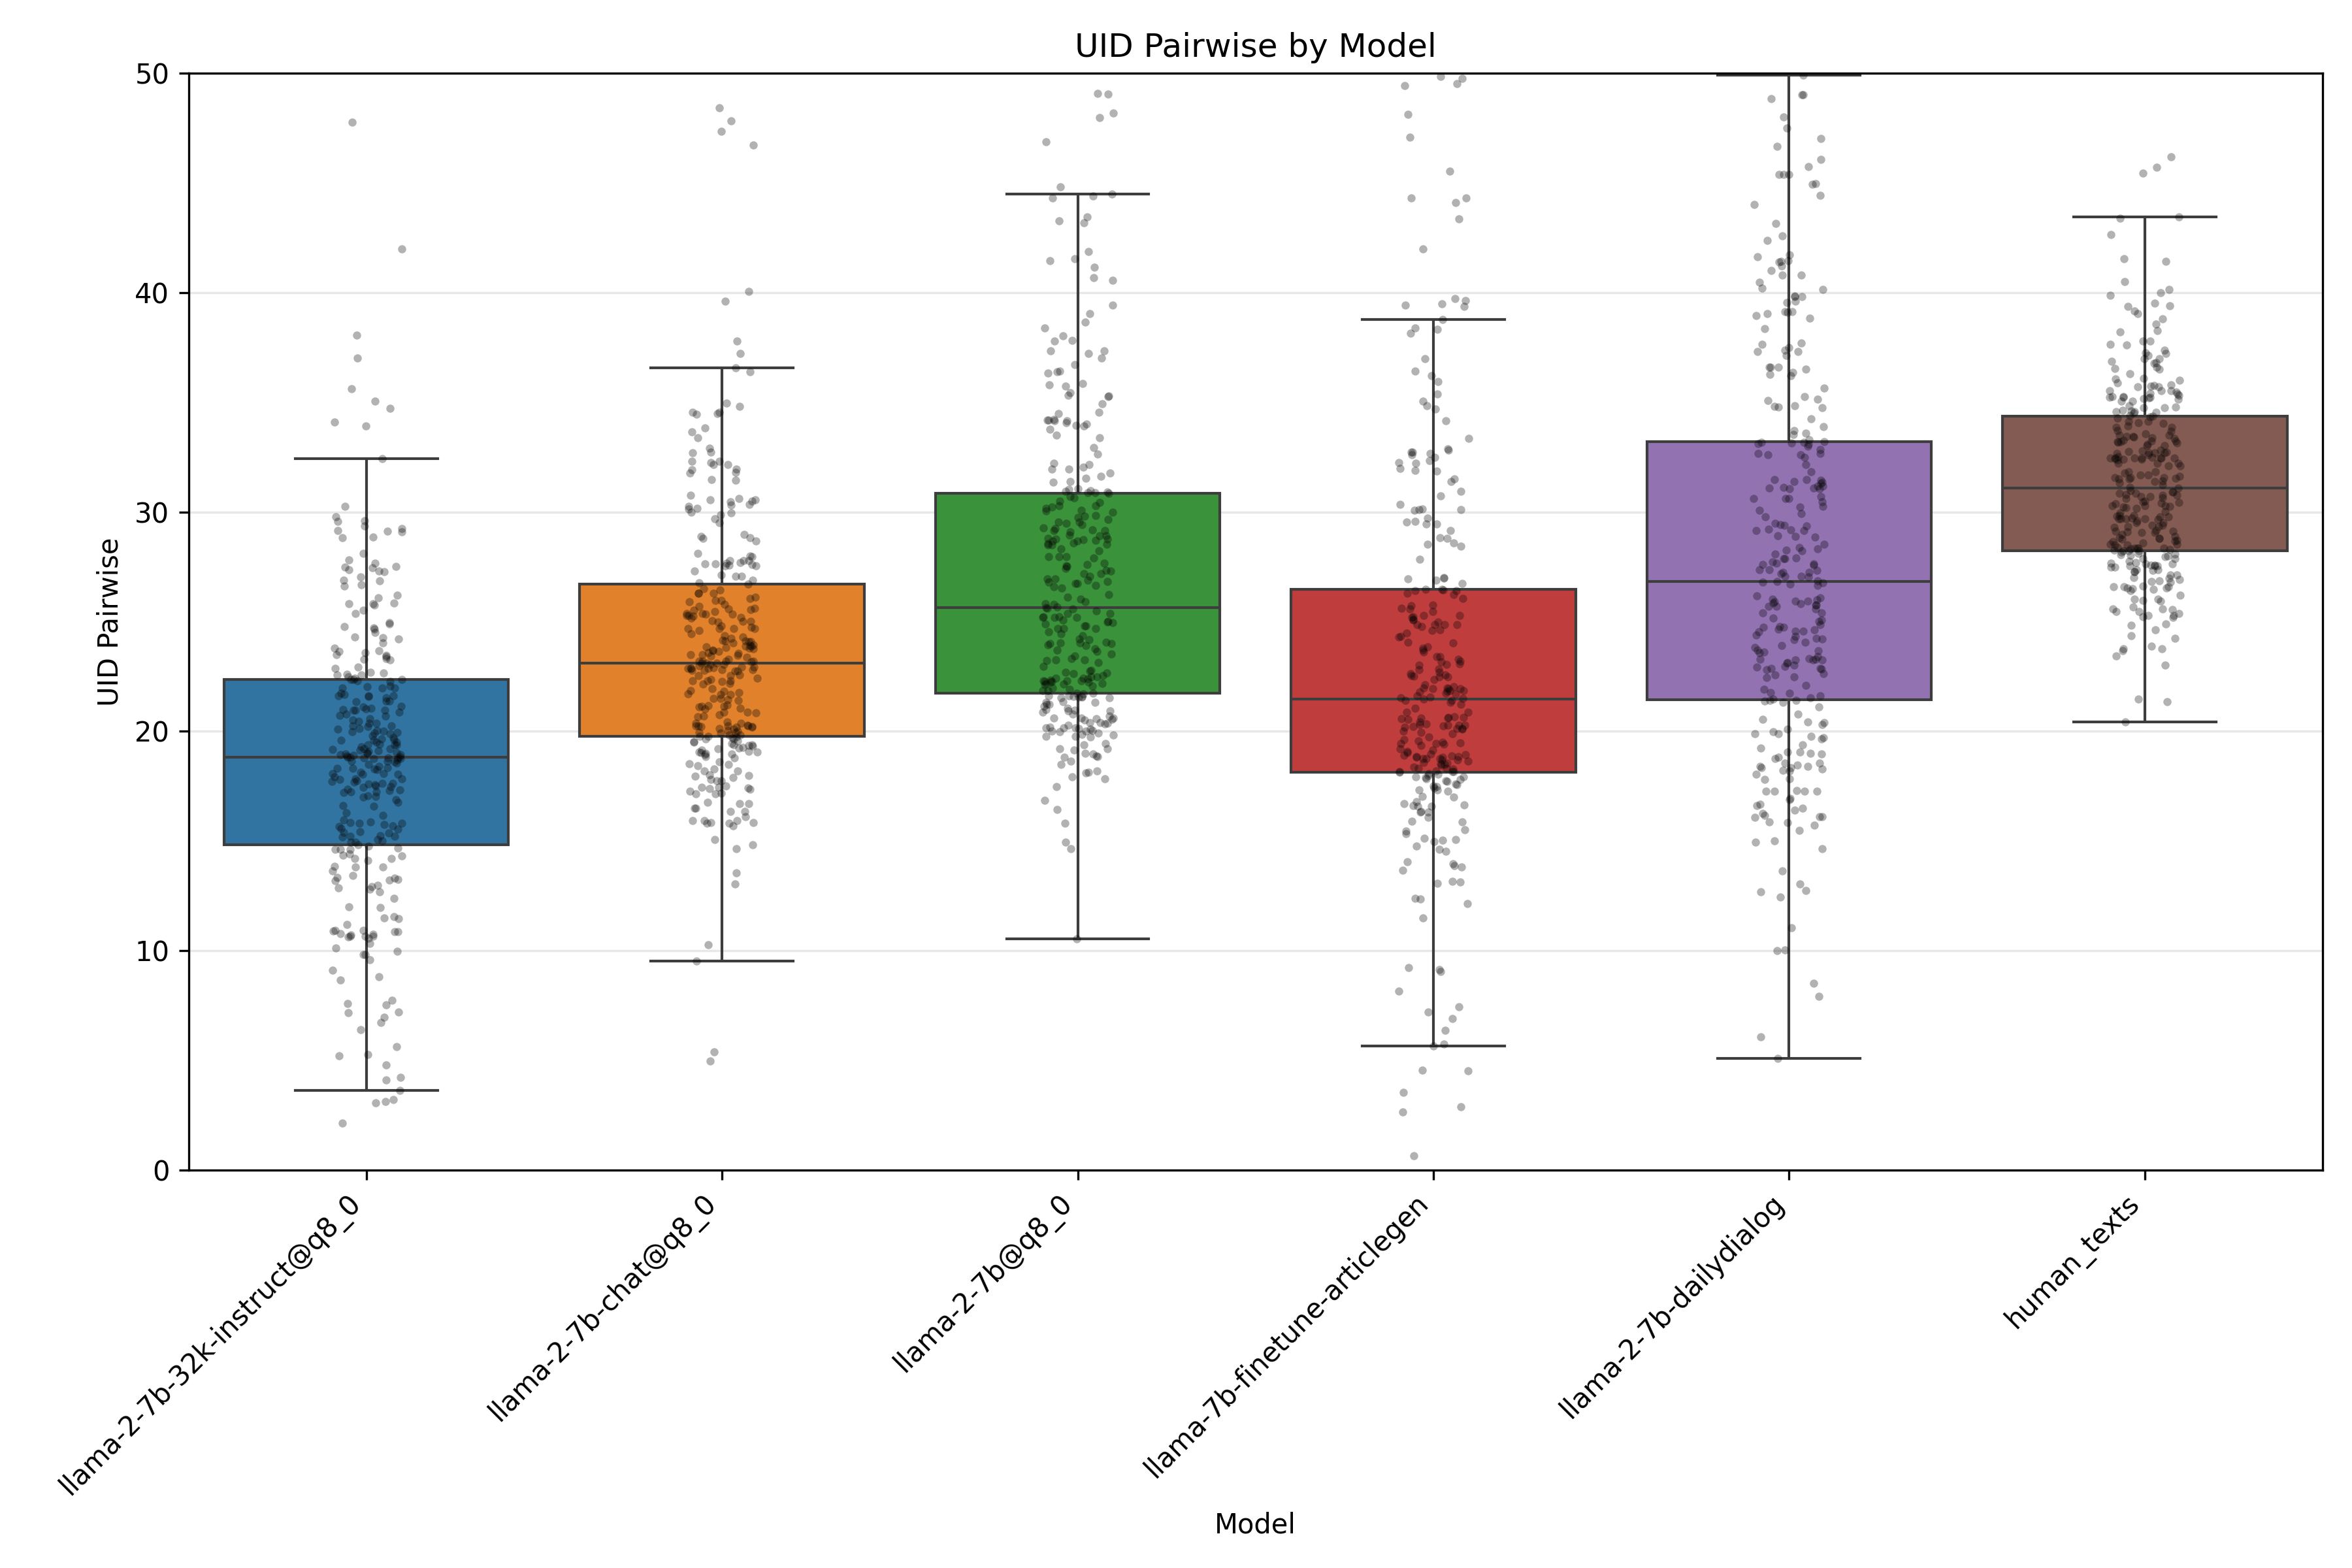 UID Pairwise by Model
50
40
30
20
10
0
UID Pairwise
llama-2-7b-32k-instruct@q8_0
llama-2-7b-chat@q8_0
llama-2-7b@q8_0
llama-7b-finetune-articlegen
llama-2-7b-dailydialog
human_texts
Model